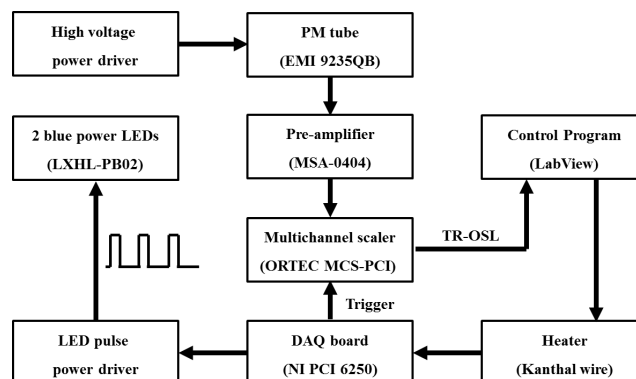 High voltage
power driver
PM tube
(EMI 9235QB)
2 blue power LEDs
(LXHL-PB02)
Pre-amplifier
(MSA-0404)
Control Program
(LabView)
Multichannel scaler
(ORTEC MCS-PCI)
TR-OSL
Trigger
LED pulse
power driver
DAQ board
(NI PCI 6250)
Heater
(Kanthal wire)